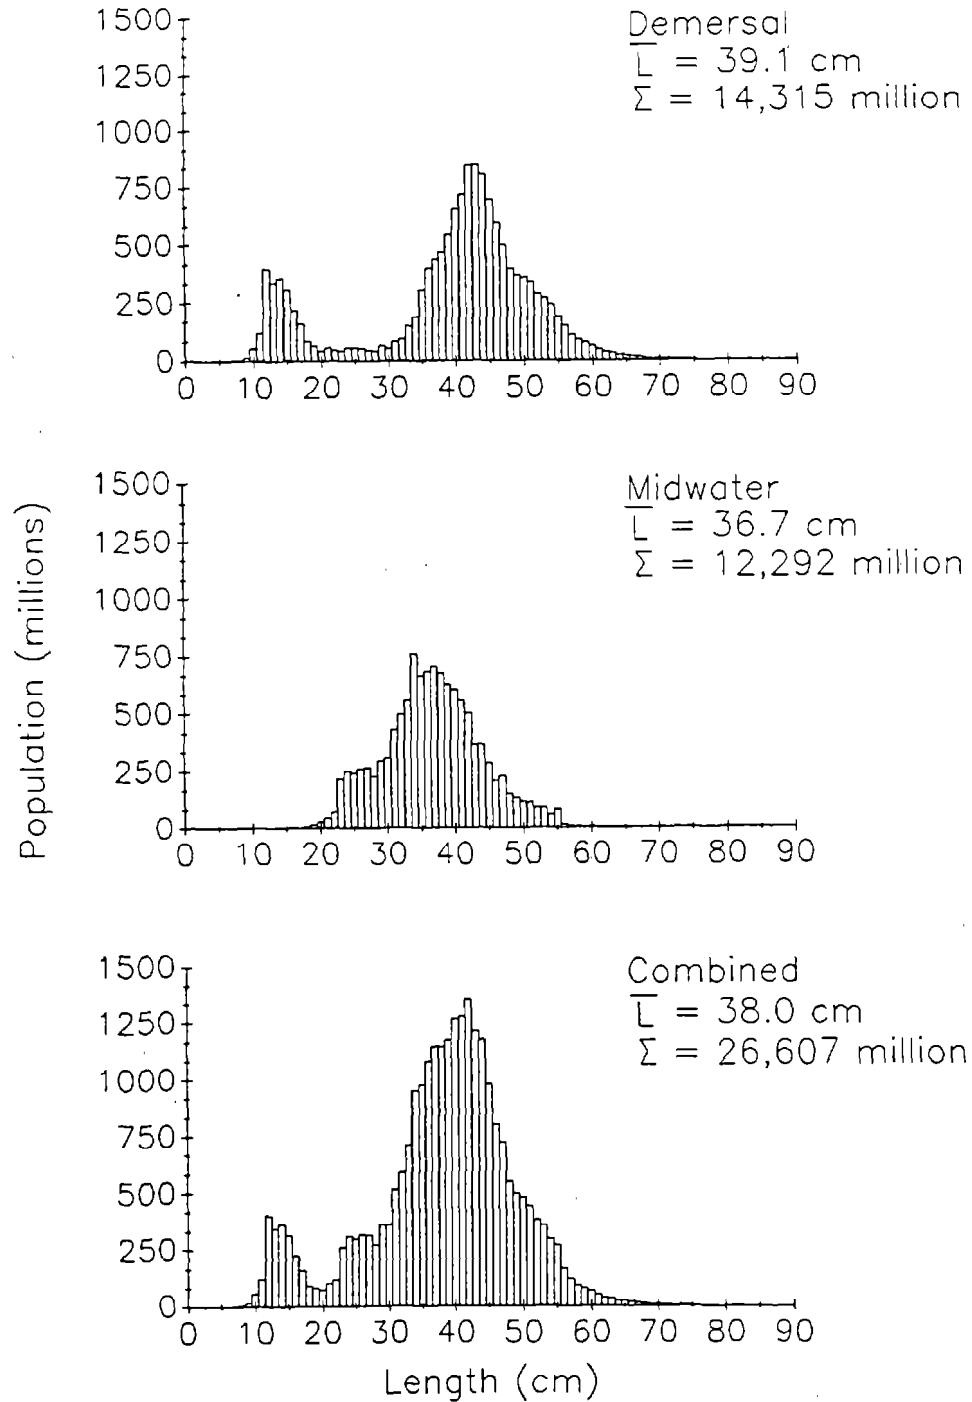 Demersal
L = 39.1 cm
Σ = 14,315 million
1500
1250
1000
750
500
250
0
0 10 20 30 40 50 60 70 80 90
Midwater
L = 36.7 cm
Σ = 12,292 million
1500
1250
1000
750
500
250
0
0 10 20 30 40 50 60 70 80 90
Population (millions)
Combined
L = 38.0 cm
Σ = 26,607 million
1500
1250
1000
750
500
250
0
0 10 20 30 40 50 60 70 80 90
Length (cm)